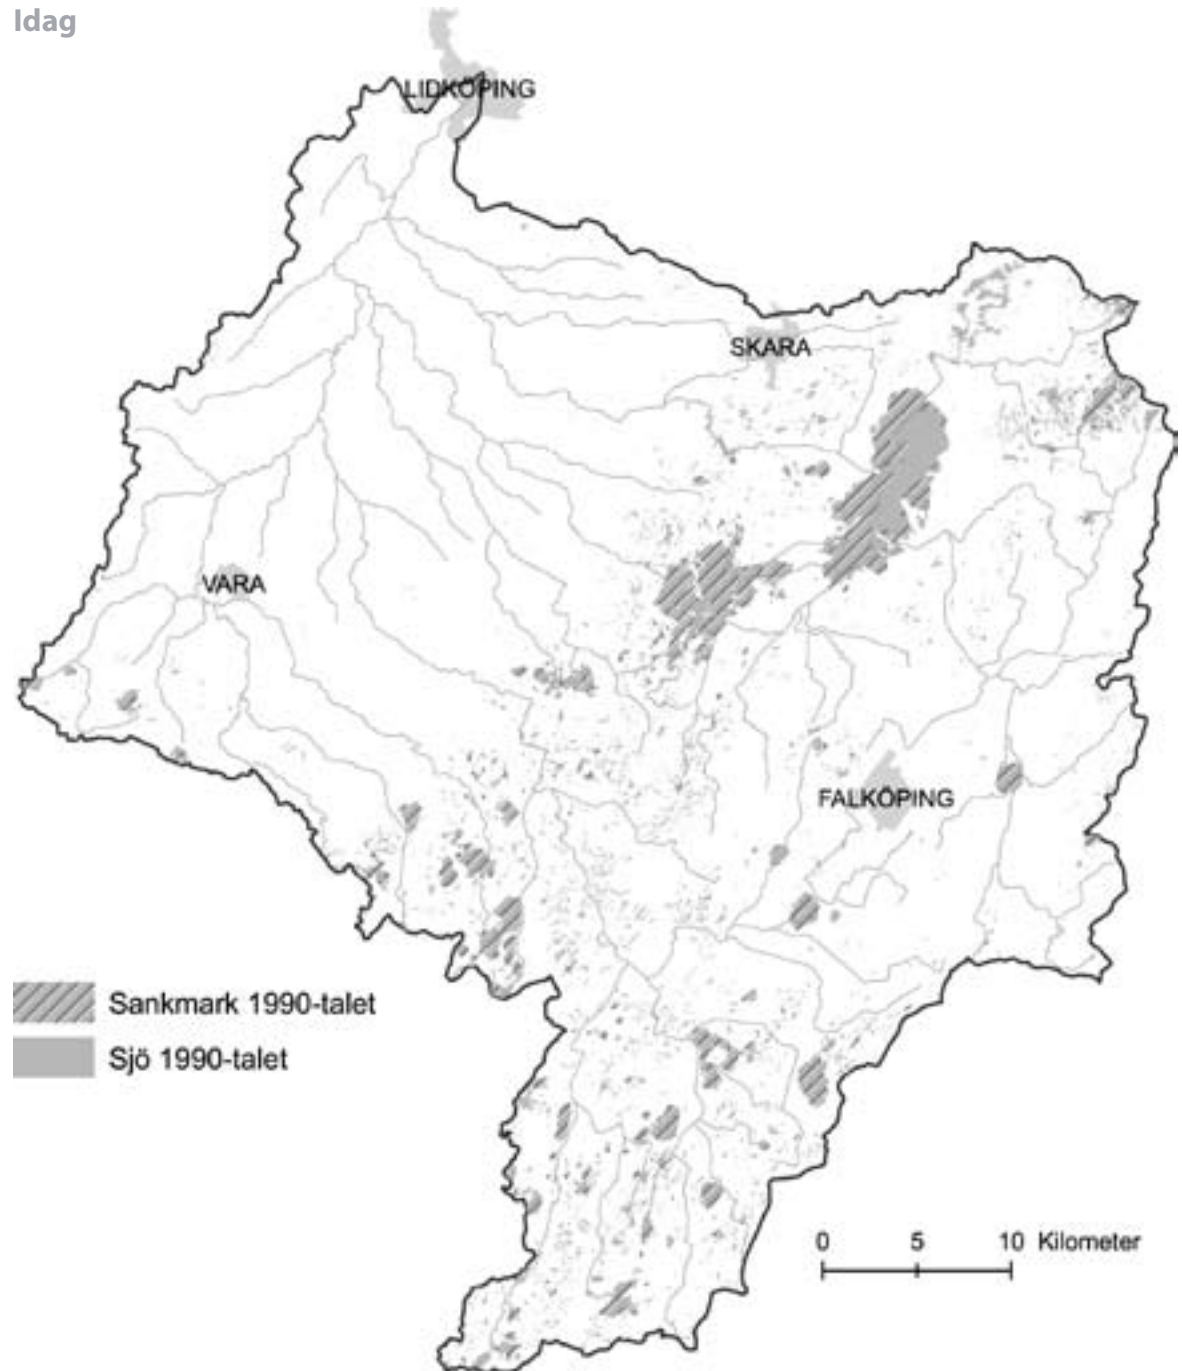 Idag
LIDKÖPING
SKARA
VARA
FALKÖPING
Sankmark 1990-talet
Sjö 1990-talet
0 5 10 Kilometer